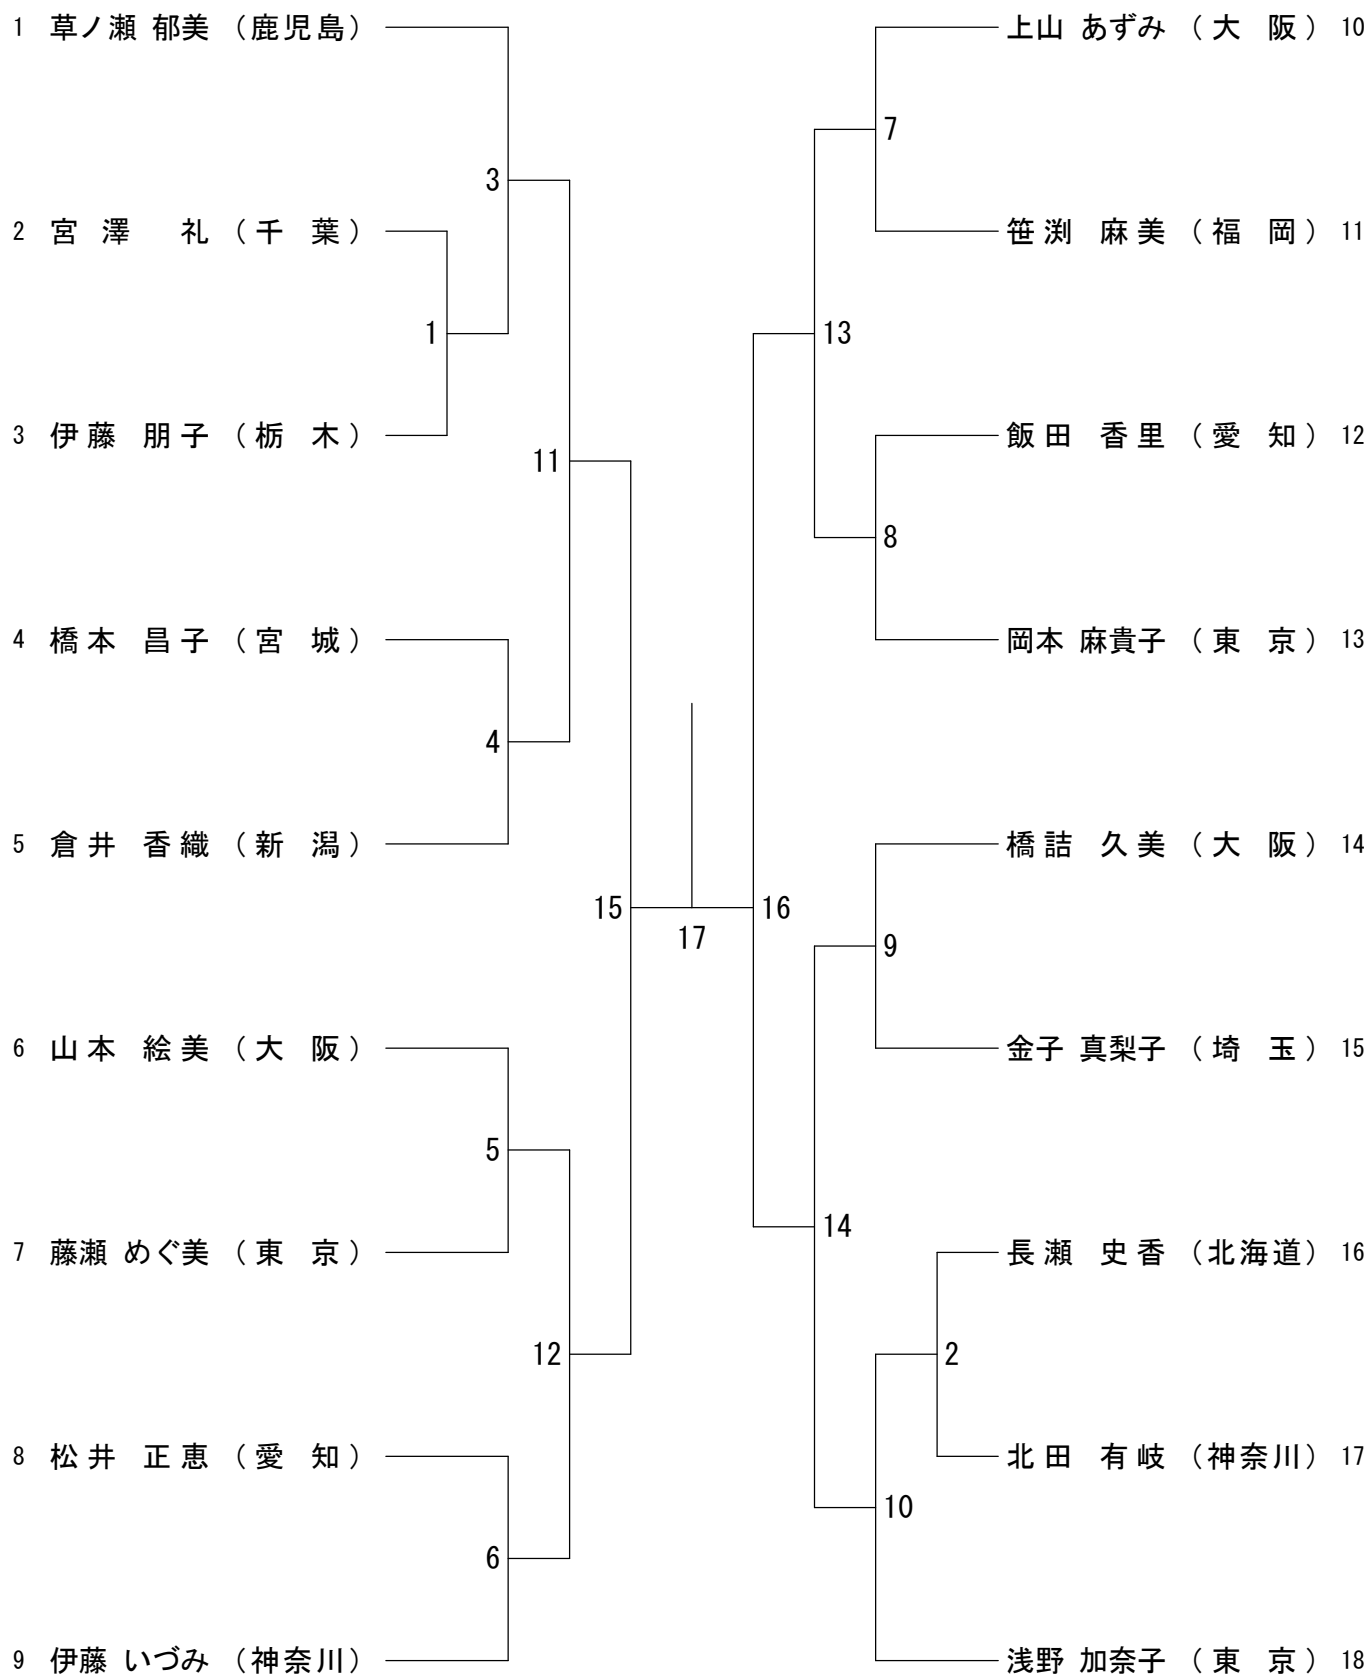 1 草ノ瀬 郁美 （鹿児島）
2 宮 澤 礼 （千 葉）
3 伊藤 朋子 （栃 木）
4 橋本 昌子 （宮 城）
5 倉井 香織 （新 潟）
6 山本 絵美 （大 阪）
7 藤瀬 めぐ美 （東 京）
8 松井 正恵 （愛 知）
9 伊藤 いづみ （神奈川）
3
1
11
4
15
5
12
6
17
7
13
8
16
9
14
2
10
上山 あずみ （大 阪） 10
笹渕 麻美 （福 岡） 11
飯田 香里 （愛 知） 12
岡本 麻貴子 （東 京） 13
橋詰 久美 （大 阪） 14
金子 真梨子 （埼 玉） 15
長瀬 史香 （北海道） 16
北田 有岐 （神奈川） 17
浅野 加奈子 （東 京） 18